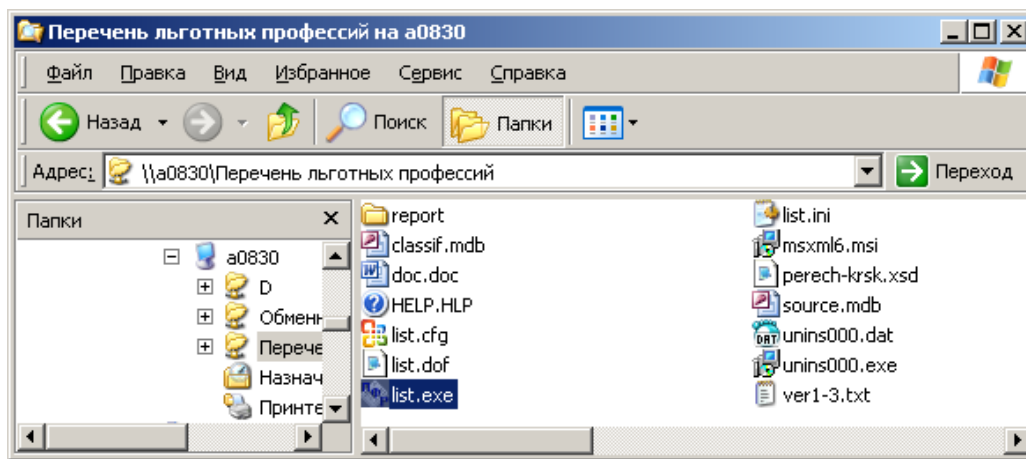 Перечень льготных профессий на a0830
Файл Правка Вид Избранное Сервис Справка
Назад Поиск Папки
Адрес: \\a0830\Перечень льготных профессий Переход
Папки
a0830
D
Обменн
Перече
Назнач
Принте
report
classif.mdb
doc.doc
HELP.HLP
list.cfg
list.dof
list.exe
list.ini
msxml6.msi
perech-krsk.xsd
source.mdb
unins000.dat
unins000.exe
ver1-3.txt